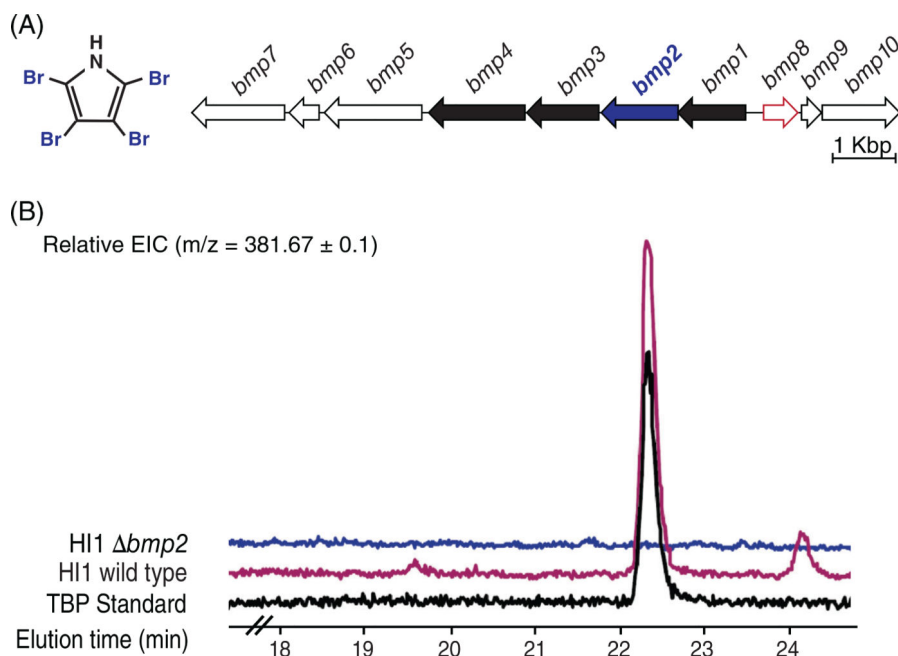 (A)
H
N
Br Br
Br Br
bmp7 bmp6 bmp5 bmp4 bmp3 bmp2 bmp1 bmp8 bmp9 bmp10
1 Kbp
(B)
Relative EIC (m/z = 381.67 ± 0.1)
HI1 Δbmp2
HI1 wild type
TBP Standard
Elution time (min) 18 19 20 21 22 23 24